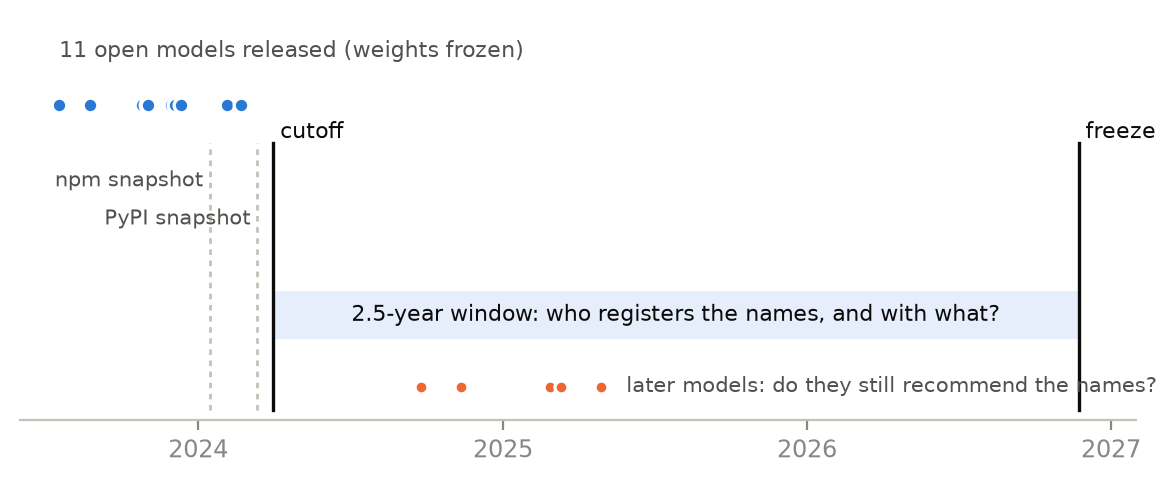 11 open models released (weights frozen)
cutoff
freeze
npm snapshot
PyPI snapshot
2.5-year window: who registers the names, and with what?
later models: do they still recommend the names?
2024
2025
2026
2027